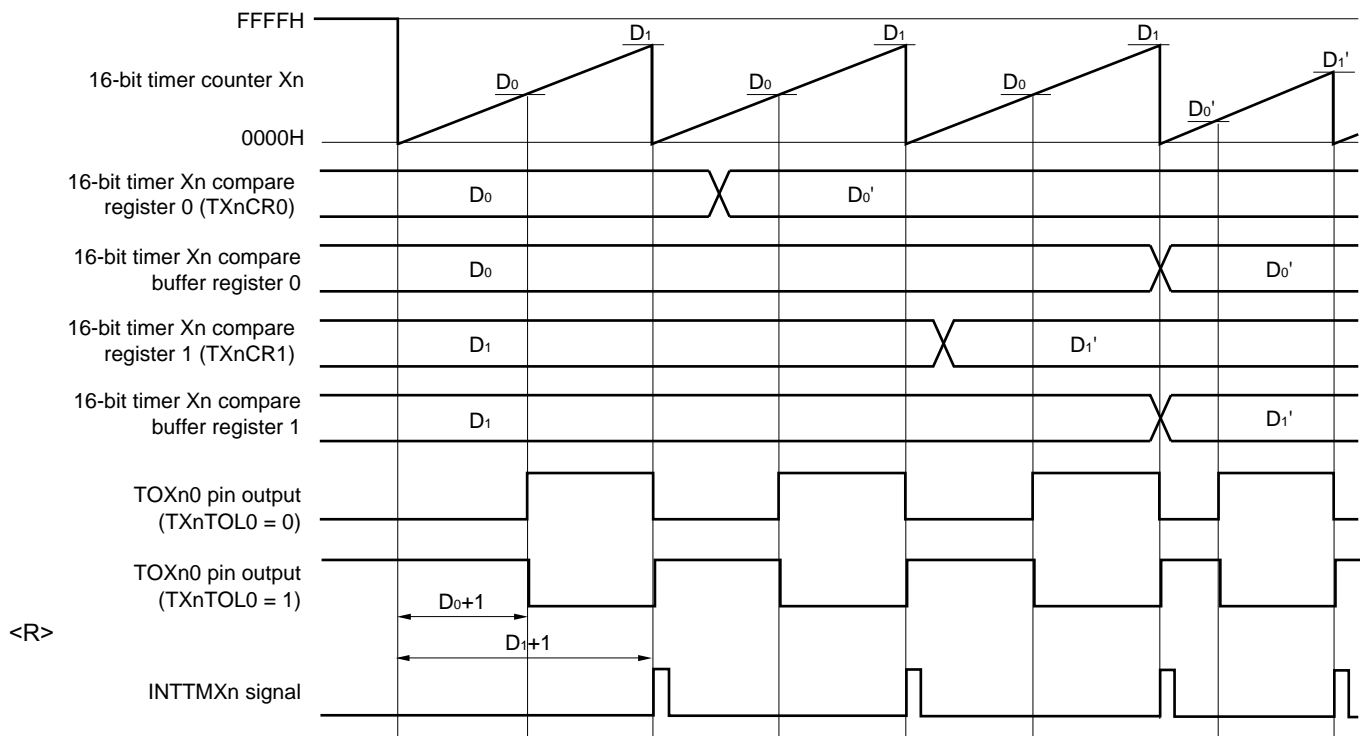 FFFFH
D₁ D₁ D₁
D₁'
16-bit timer counter Xn
D₀ D₀ D₀
D₀'
0000H
16-bit timer Xn compare
register 0 (TXnCR0)
D₀ D₀'
16-bit timer Xn compare
buffer register 0
D₀ D₀'
16-bit timer Xn compare
register 1 (TXnCR1)
D₁ D₁'
16-bit timer Xn compare
buffer register 1
D₁ D₁'
TOXn0 pin output
(TXnTOL0 = 0)
TOXn0 pin output
(TXnTOL0 = 1)
D₀+1
<R>
D₁+1
INTTMXn signal